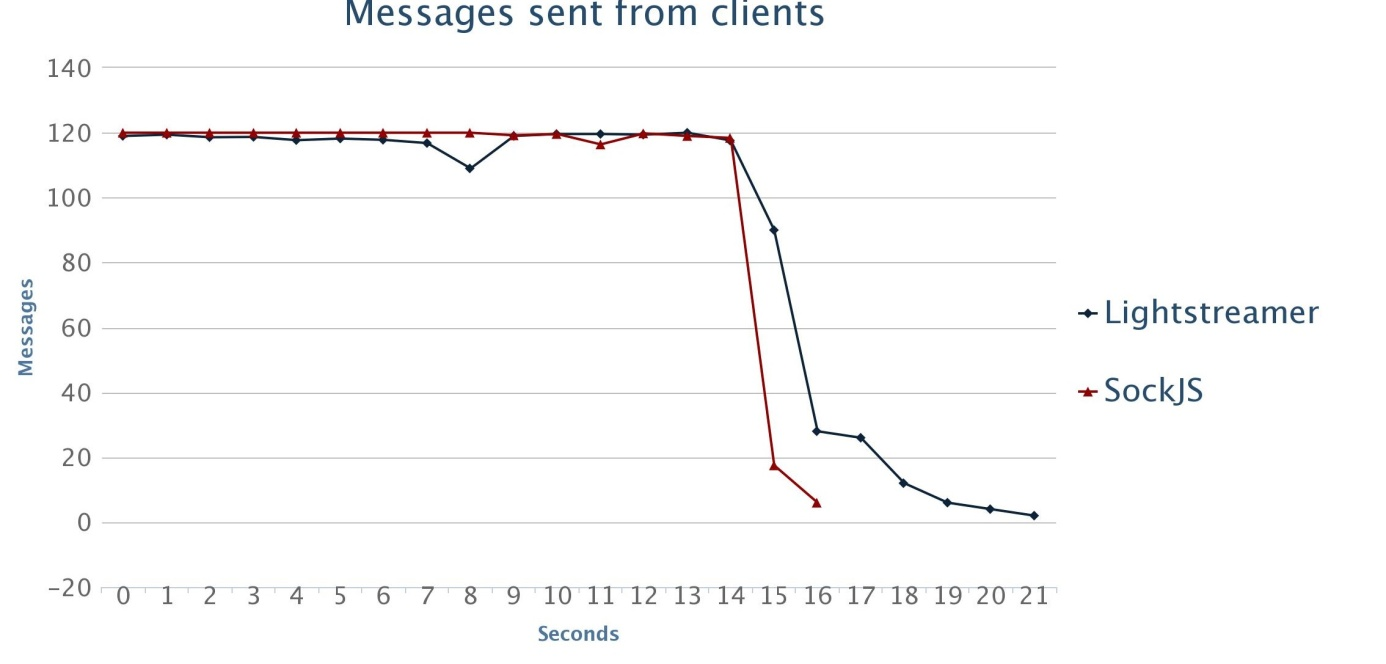 Messages sent from clients
140
120
100
80
60
40
20
0
−20
Messages
0 1 2 3 4 5 6 7 8 9 10 11 12 13 14 15 16 17 18 19 20 21
Seconds
Lightstreamer
SockJS